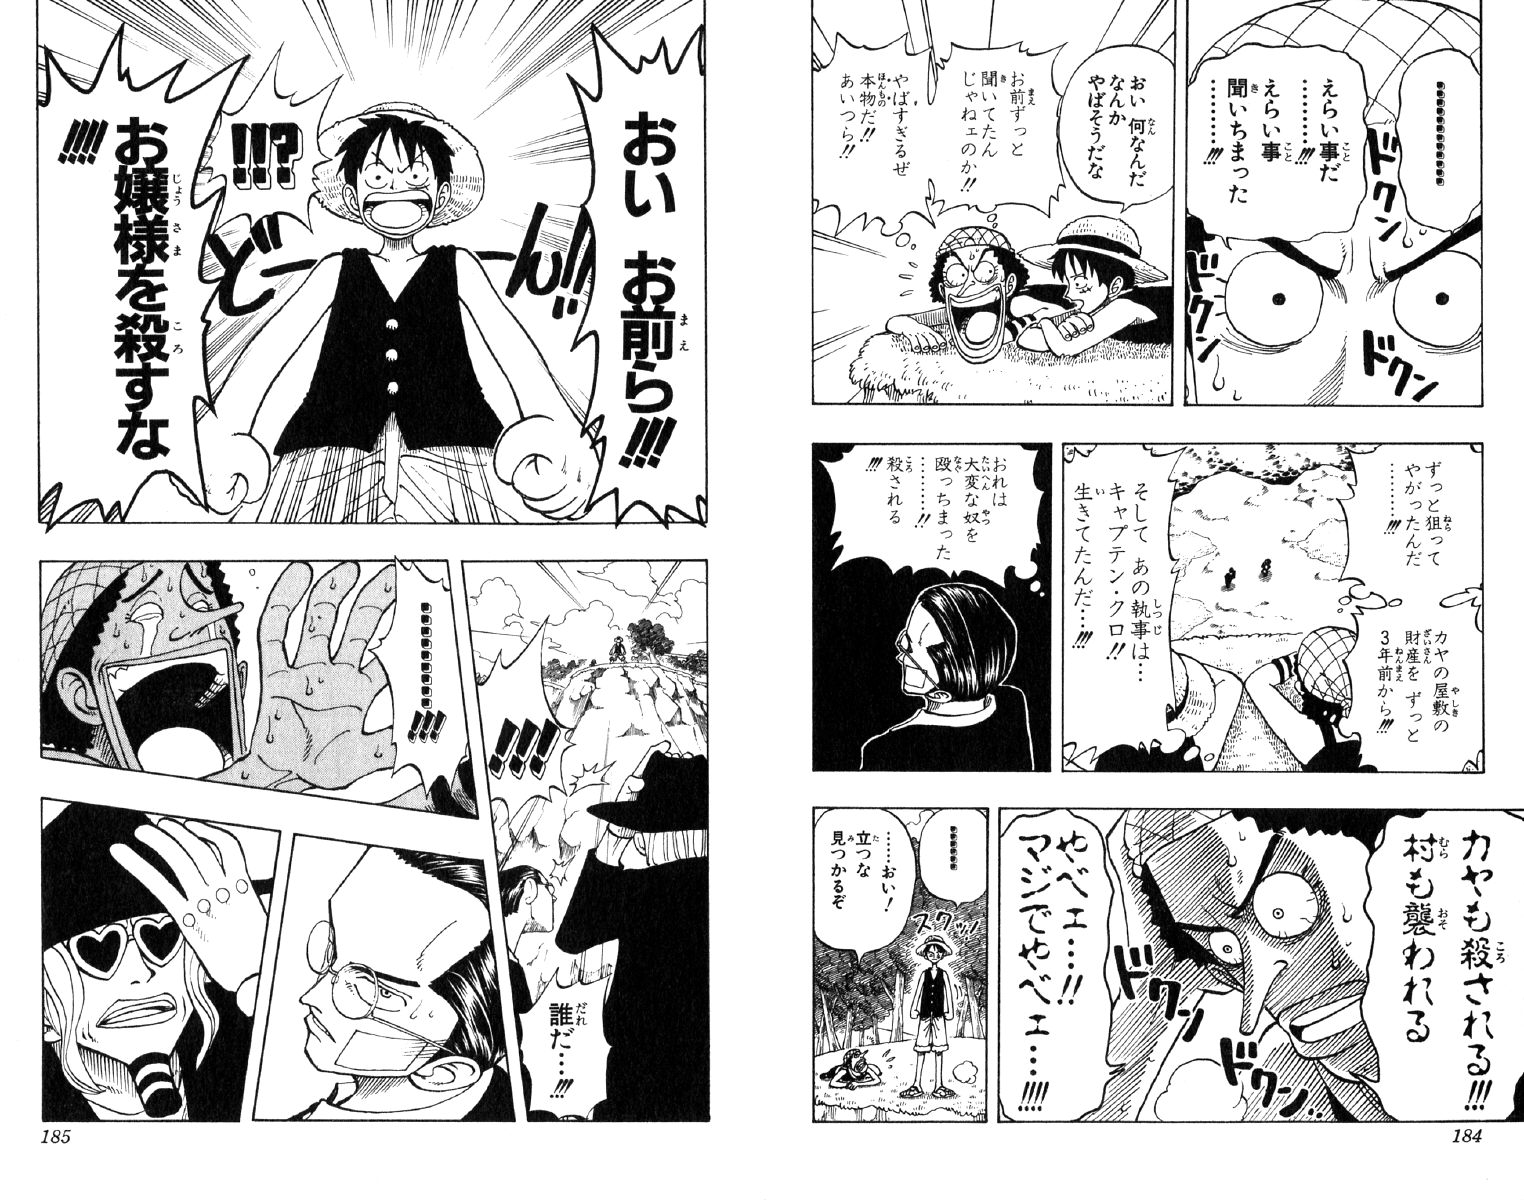 …………
えらい事だ
…………!!!
えらい事
聞いちまった
…………!!!
ドクン
ドクン
ドクン
おい 何なんだ
なんか
やばそうだな
お前ずっと
聞いてたん
じゃねェのか!!
やばすぎるぜ
本物だ!!
あいつら!!
ずっと狙って
やがったんだ
…………!!!
カヤの屋敷の
財産を ずっと
3年前から!!!
そして あの執事は…
キャプテン・クロ!!
生きてたんだ…!!!
おれは
大変な奴を
殴っちまった
…………!!
殺される
!!!
カヤも殺される!!!
村も襲われる
やべェ…!!
マジでやべェ…!!!!
ドクン
ドクン‥
………
……おい!
立つな
見つかるぞ
スクッ
184
おい お前ら!!!
!!?
どーーん!!
お嬢様を殺すな
!!!!
!!!
…………
!!!
誰だ…!!!
185